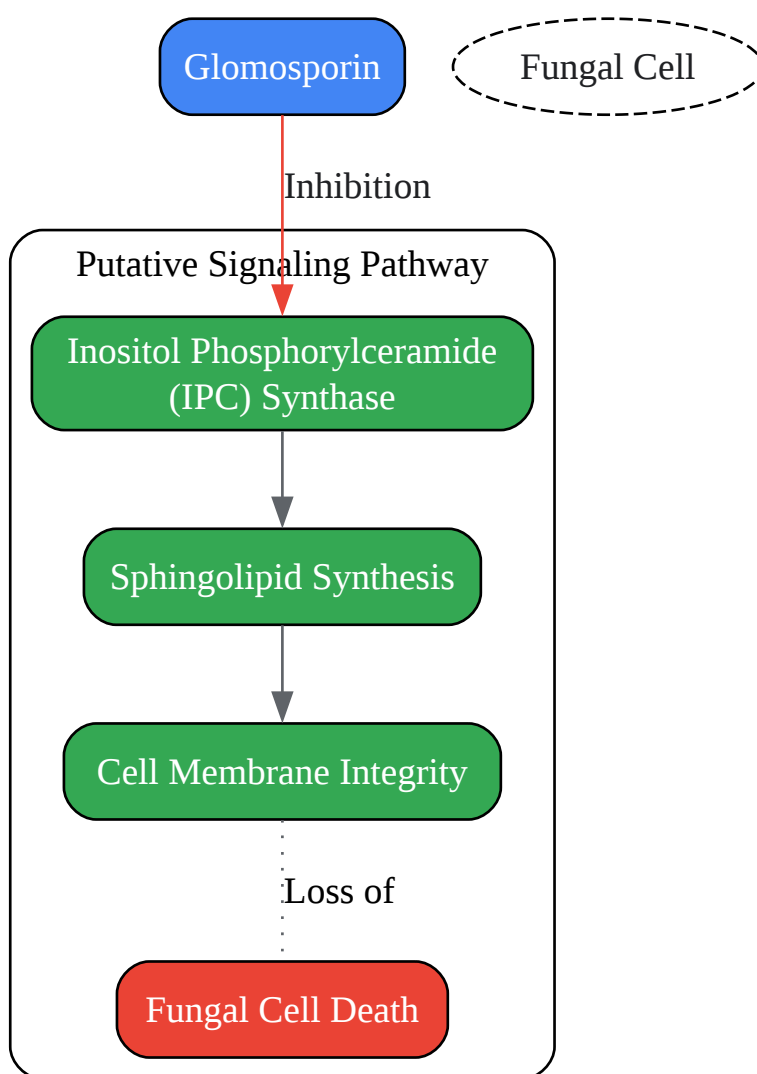 Glomosporin
Fungal Cell
Inhibition
Putative Signaling Pathway
Inositol Phosphorylceramide
(IPC) Synthase
Sphingolipid Synthesis
Cell Membrane Integrity
Loss of
Fungal Cell Death